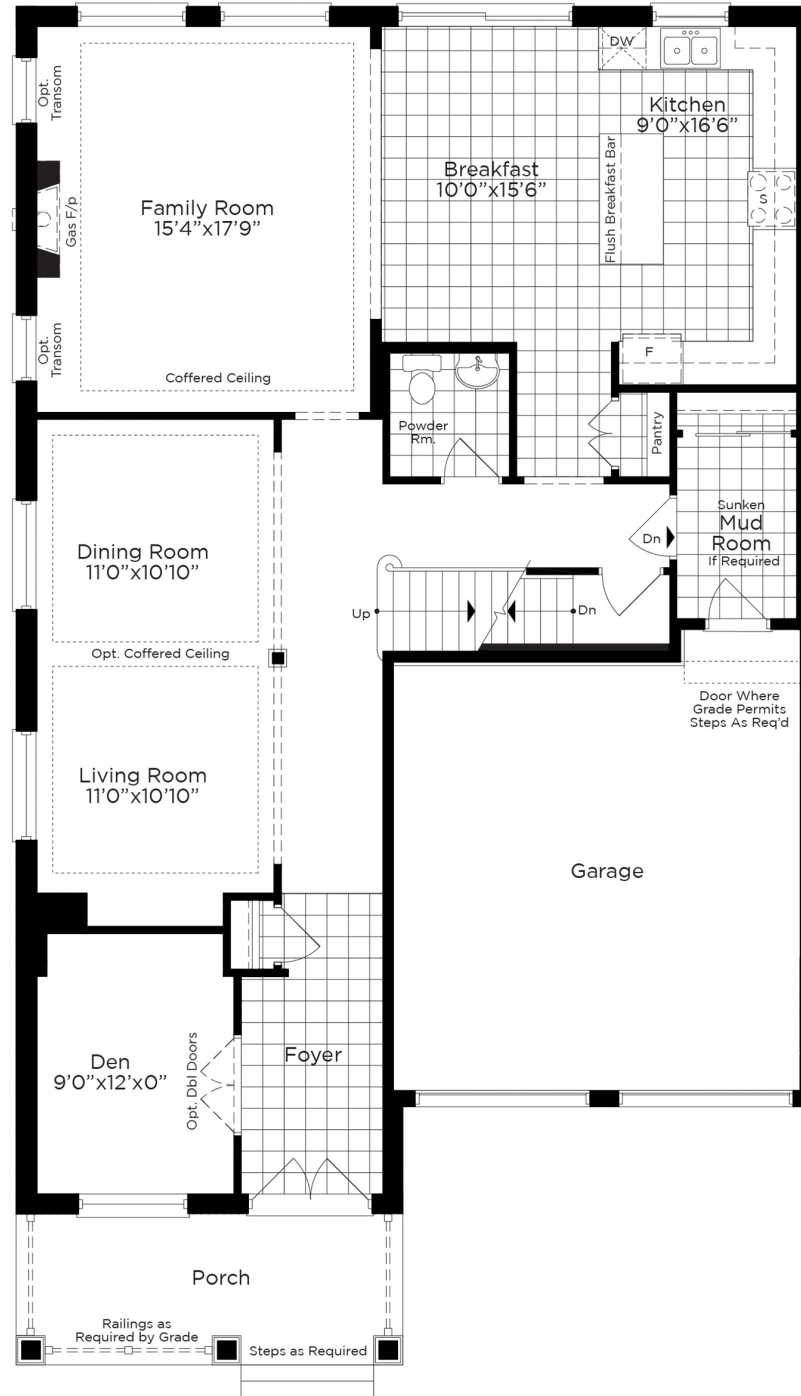 Opt.
Transom
DW
Kitchen
9'0"x16'6"
Breakfast
10'0"x15'6"
Flush Breakfast Bar
S
Family Room
15'4"x17'9"
Gas F/p
Opt.
Transom
Coffered Ceiling
F
Powder
Rm.
Pantry
Sunken
Mud
Room
If Required
Dn
Dining Room
11'0"x10'10"
Up
Dn
Opt. Coffered Ceiling
Door Where
Grade Permits
Steps As Req'd
Living Room
11'0"x10'10"
Garage
Den
9'0"x12'x0"
Opt. Dbl Doors
Foyer
Porch
Railings as
Required by Grade
Steps as Required